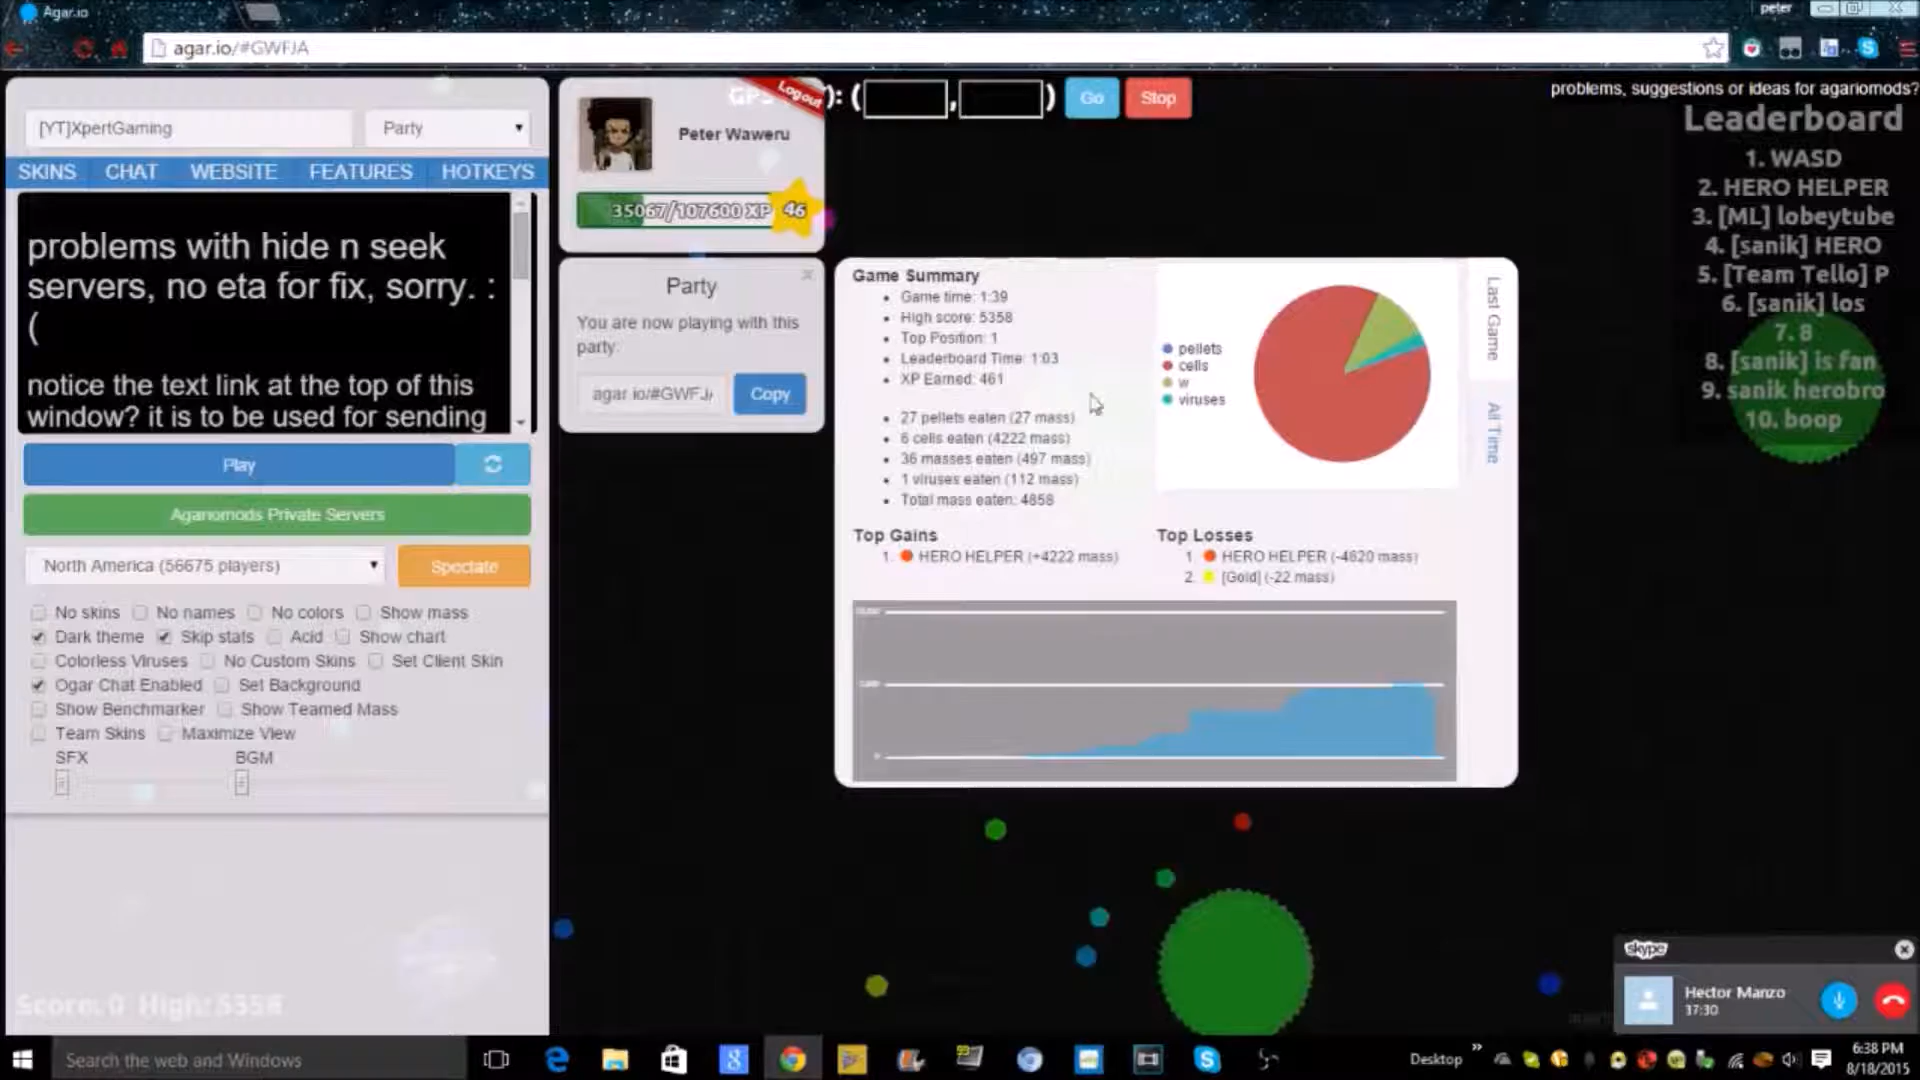 Agar.io
peter
agar.io/#GWFJA
[YT]XpertGaming
Party
SKINS CHAT WEBSITE FEATURES HOTKEYS
problems with hide n seek
servers, no eta for fix, sorry. :
(
notice the text link at the top of this
window? it is to be used for sending
Play
Agariomods Private Servers
North America (56675 players)
Spectate
No skins No names No colors Show mass
Dark theme Skip stats Acid Show chart
Colorless Viruses No Custom Skins Set Client Skin
Ogar Chat Enabled Set Background
Show Benchmarker Show Teamed Mass
Team Skins Maximize View
SFX BGM
Score: 0 High: 5358
GPS ): ( , ) Go Stop
Logout
Peter Waweru
35067/107600 XP 46
Party
You are now playing with this
party:
agar.io/#GWFJA
Copy
Game Summary
Game time: 1:39
High score: 5358
Top Position: 1
Leaderboard Time: 1:03
XP Earned: 461
27 pellets eaten (27 mass)
6 cells eaten (4222 mass)
36 masses eaten (497 mass)
1 viruses eaten (112 mass)
Total mass eaten: 4858
pellets
cells
w
viruses
Last Game
All Time
Top Gains
1. HERO HELPER (+4222 mass)
Top Losses
1. HERO HELPER (-4620 mass)
2. [Gold] (-22 mass)
problems, suggestions or ideas for agariomods?
Leaderboard
1. WASD
2. HERO HELPER
3. [ML] lobeytube
4. [sanik] HERO
5. [Team Tello] P
6. [sanik] los
7. 8
8. [sanik] is fan
9. sanik herobro
10. boop
skype
Hector Manzo
37:30
Search the web and Windows
Desktop
6:38 PM
8/18/2015